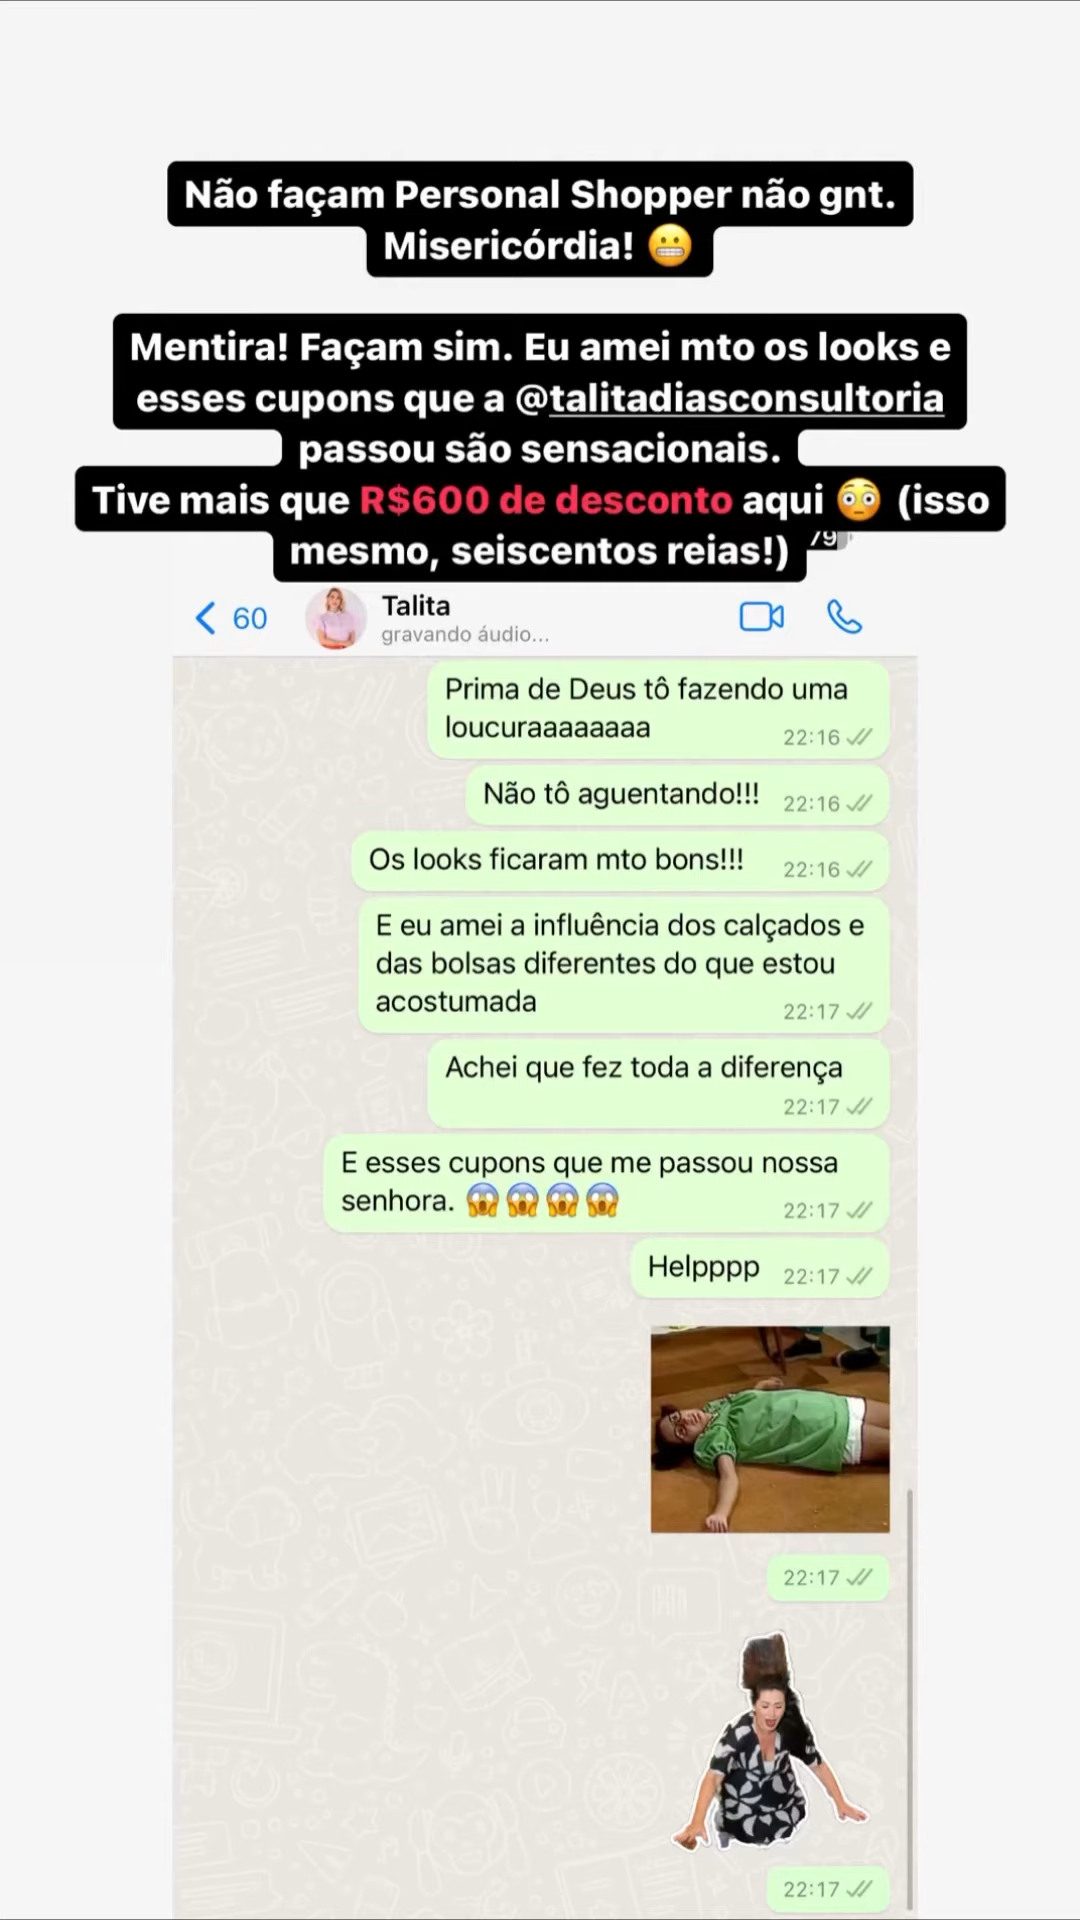 Não façam Personal Shopper não gnt.
Misericórdia! 😬
Mentira! Façam sim. Eu amei mto os looks e
esses cupons que a @talitadiasconsultoria
passou são sensacionais.
Tive mais que R$600 de desconto aqui 😳 (isso
mesmo, seiscentos reias!)
79
60
Talita
gravando áudio...
Prima de Deus tô fazendo uma
loucuraaaaaaaa
22:16
Não tô aguentando!!! 22:16
Os looks ficaram mto bons!!! 22:16
E eu amei a influência dos calçados e
das bolsas diferentes do que estou
acostumada
22:17
Achei que fez toda a diferença
22:17
E esses cupons que me passou nossa
senhora. 😱😱😱😱
22:17
Helpppp 22:17
22:17
22:17